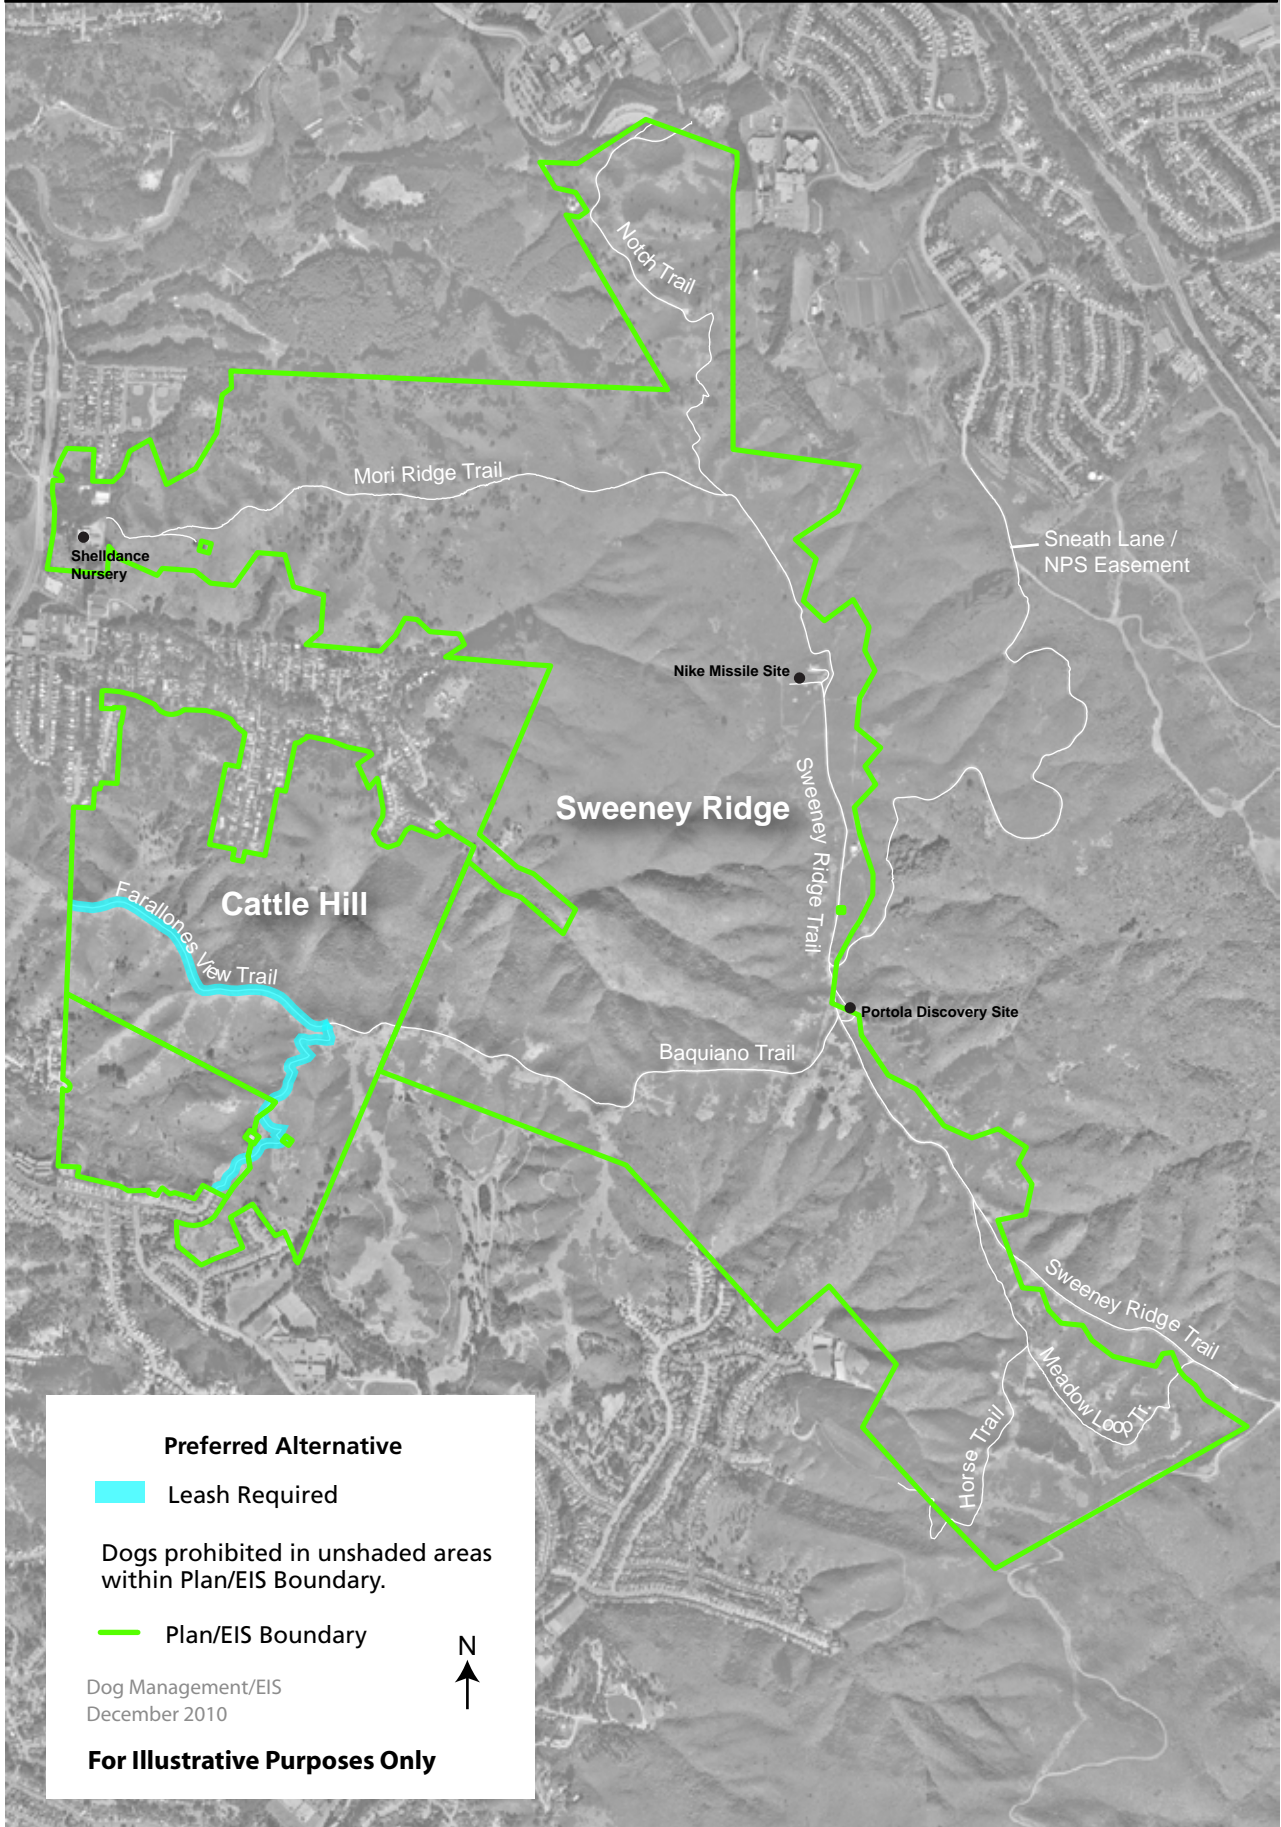 Notch Trail
Mori Ridge Trail
Shelldance
Nursery
Sneath Lane /
NPS Easement
Nike Missile Site
Sweeney Ridge
Sweeney Ridge Trail
Cattle Hill
Farallones View Trail
Portola Discovery Site
Baquiano Trail
Sweeney Ridge Trail
Meadow Loop Tr.
Horse Trail
Preferred Alternative
Leash Required
Dogs prohibited in unshaded areas
within Plan/EIS Boundary.
Plan/EIS Boundary
N
Dog Management/EIS
December 2010
For Illustrative Purposes Only